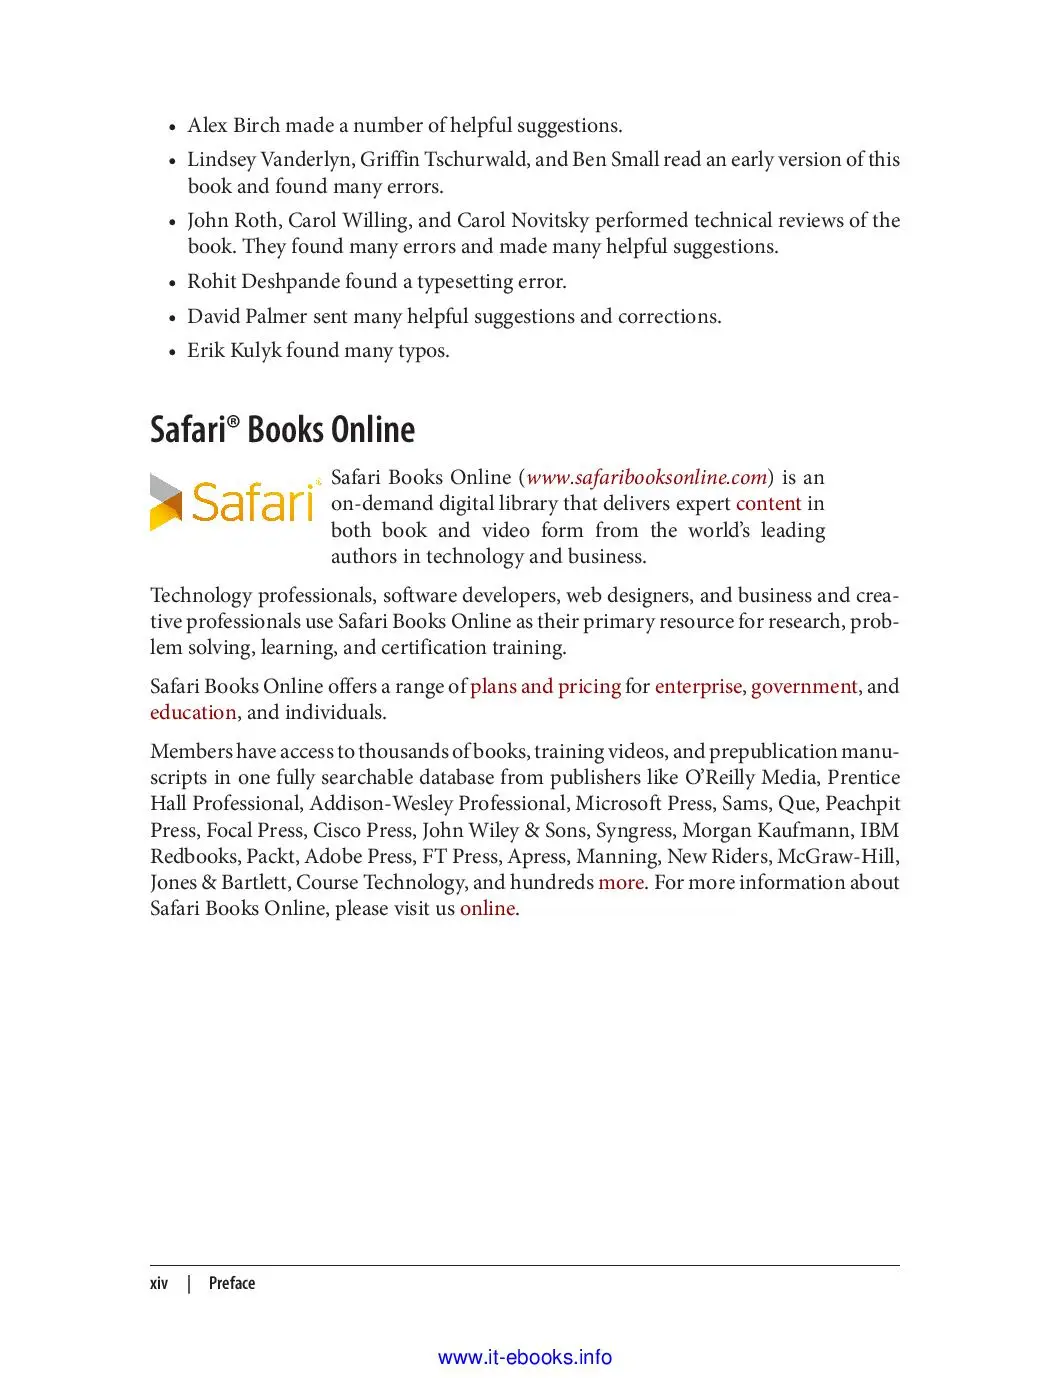 • Alex Birch made a number of helpful suggestions.
• Lindsey Vanderlyn, Griffin Tschurwald, and Ben Small read an early version of this
book and found many errors.
• John Roth, Carol Willing, and Carol Novitsky performed technical reviews of the
book. They found many errors and made many helpful suggestions.
• Rohit Deshpande found a typesetting error.
• David Palmer sent many helpful suggestions and corrections.
• Erik Kulyk found many typos.
Safari® Books Online
Safari
Safari Books Online (www.safaribooksonline.com) is an
on-demand digital library that delivers expert content in
both book and video form from the world’s leading
authors in technology and business.
Technology professionals, software developers, web designers, and business and crea-
tive professionals use Safari Books Online as their primary resource for research, prob-
lem solving, learning, and certification training.
Safari Books Online offers a range of plans and pricing for enterprise, government, and
education, and individuals.
Members have access to thousands of books, training videos, and prepublication manu-
scripts in one fully searchable database from publishers like O’Reilly Media, Prentice
Hall Professional, Addison-Wesley Professional, Microsoft Press, Sams, Que, Peachpit
Press, Focal Press, Cisco Press, John Wiley & Sons, Syngress, Morgan Kaufmann, IBM
Redbooks, Packt, Adobe Press, FT Press, Apress, Manning, New Riders, McGraw-Hill,
Jones & Bartlett, Course Technology, and hundreds more. For more information about
Safari Books Online, please visit us online.
xiv | Preface
www.it-ebooks.info